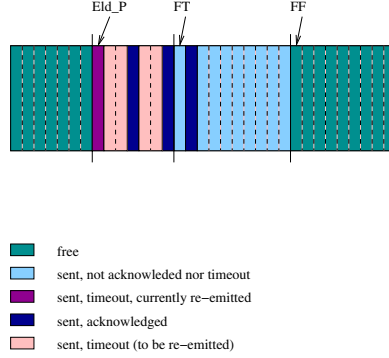 Eld_P FT FF
free
sent, not acknowleded nor timeout
sent, timeout, currently re−emitted
sent, acknowledged
sent, timeout (to be re−emitted)